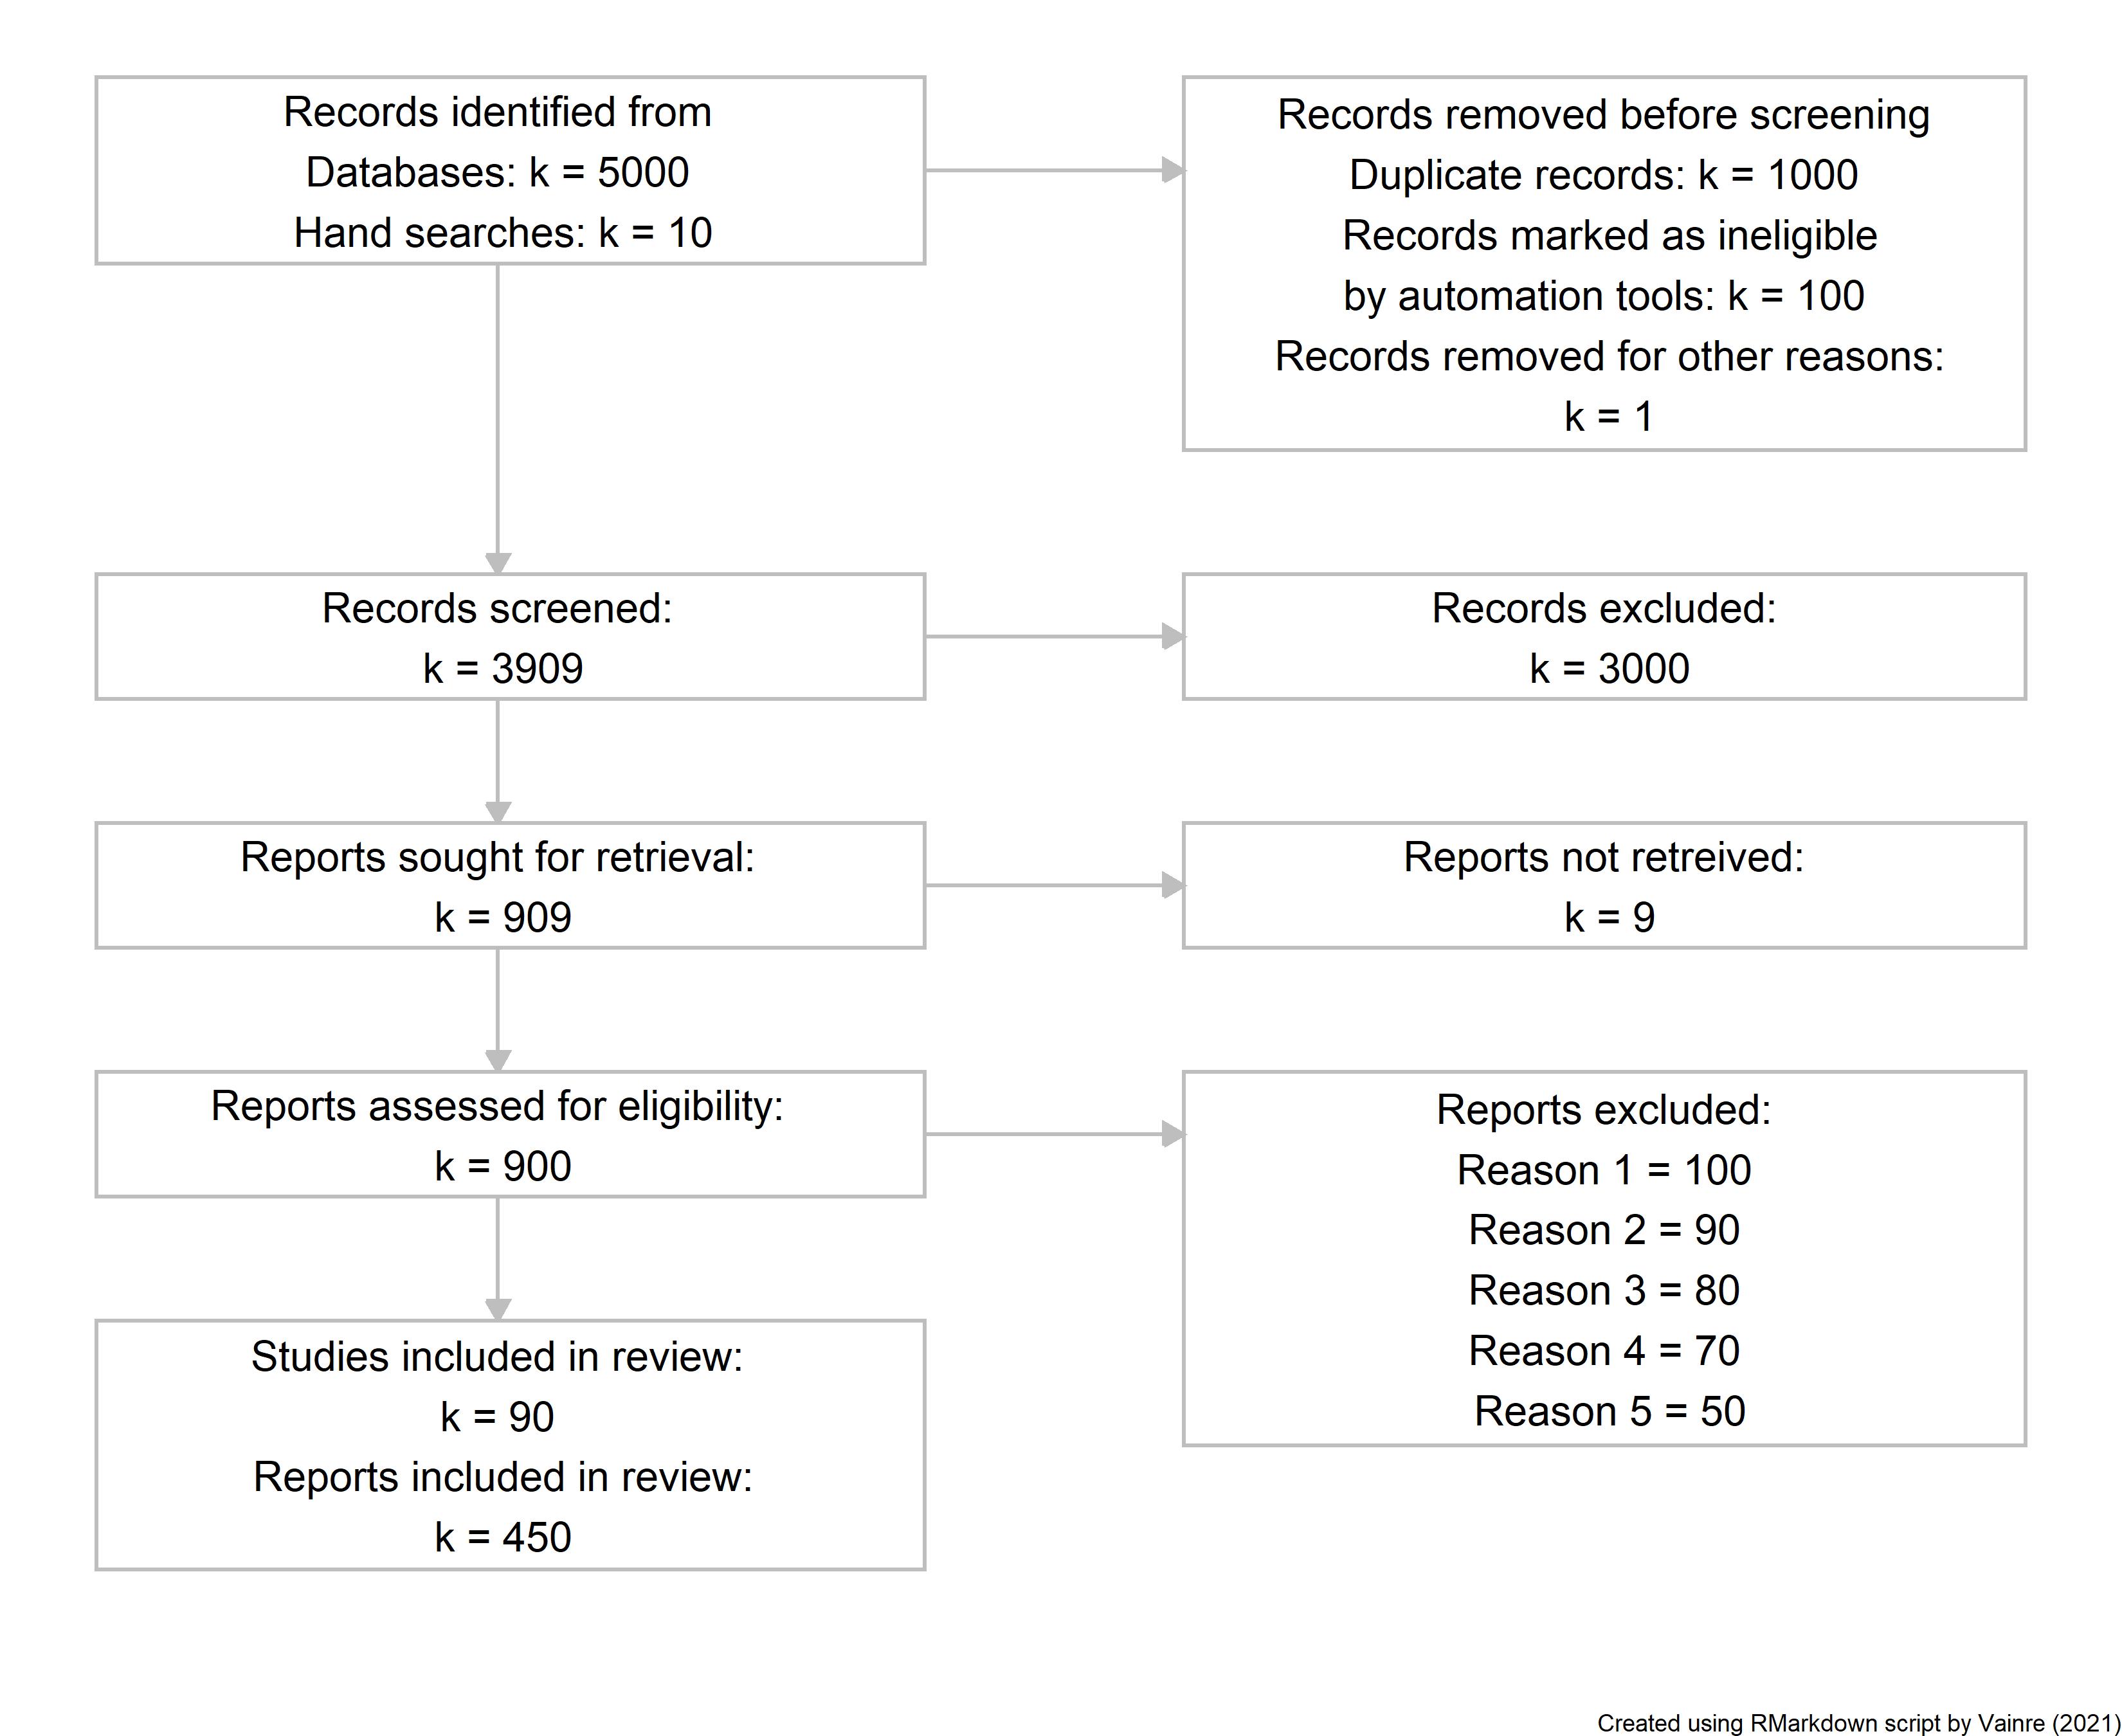 Records identified from
Databases: k = 5000
Hand searches: k = 10
Records removed before screening
Duplicate records: k = 1000
Records marked as ineligible
by automation tools: k = 100
Records removed for other reasons:
k = 1
Records screened:
k = 3909
Records excluded:
k = 3000
Reports sought for retrieval:
k = 909
Reports not retreived:
k = 9
Reports assessed for eligibility:
k = 900
Reports excluded:
Reason 1 = 100
Reason 2 = 90
Reason 3 = 80
Reason 4 = 70
Reason 5 = 50
Studies included in review:
k = 90
Reports included in review:
k = 450
Created using RMarkdown script by Vainre (2021)